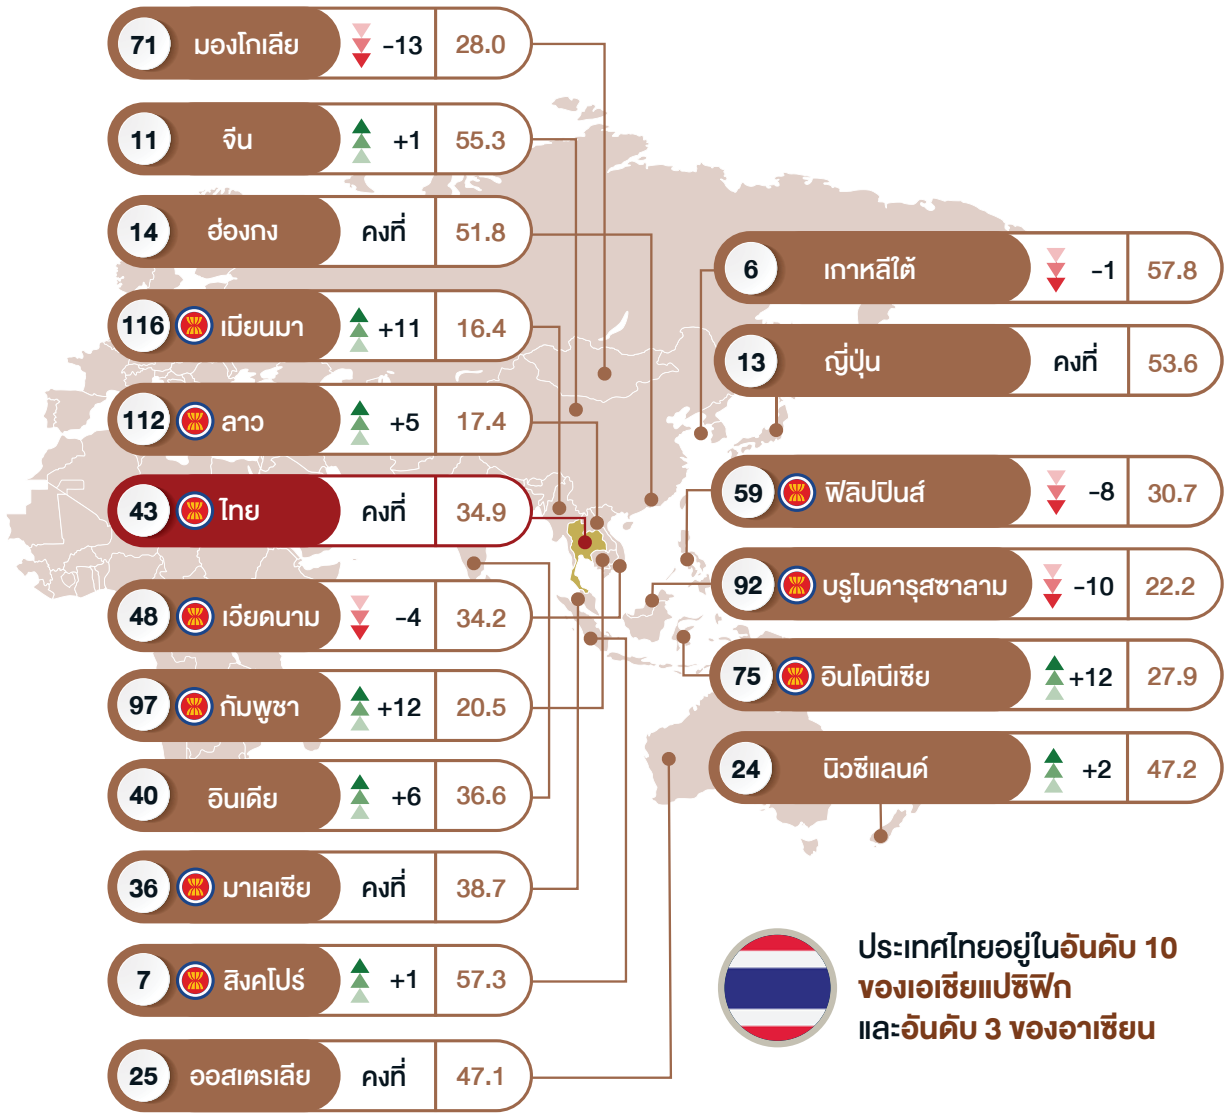 71 มองโกเลีย -13 28.0
11 จีน +1 55.3
14 ฮ่องกง คงที่ 51.8
116 เมียนมา +11 16.4
112 ลาว +5 17.4
43 ไทย คงที่ 34.9
48 เวียดนาม -4 34.2
97 กัมพูชา +12 20.5
40 อินเดีย +6 36.6
36 มาเลเซีย คงที่ 38.7
7 สิงคโปร์ +1 57.3
25 ออสเตรเลีย คงที่ 47.1
6 เกาหลีใต้ -1 57.8
13 ญี่ปุ่น คงที่ 53.6
59 ฟิลิปปินส์ -8 30.7
92 บรูไนดารุสซาลาม -10 22.2
75 อินโดนีเซีย +12 27.9
24 นิวซีแลนด์ +2 47.2
ประเทศไทยอยู่ในอันดับ 10
ของเอเชียแปซิฟิก
และอันดับ 3 ของอาเซียน